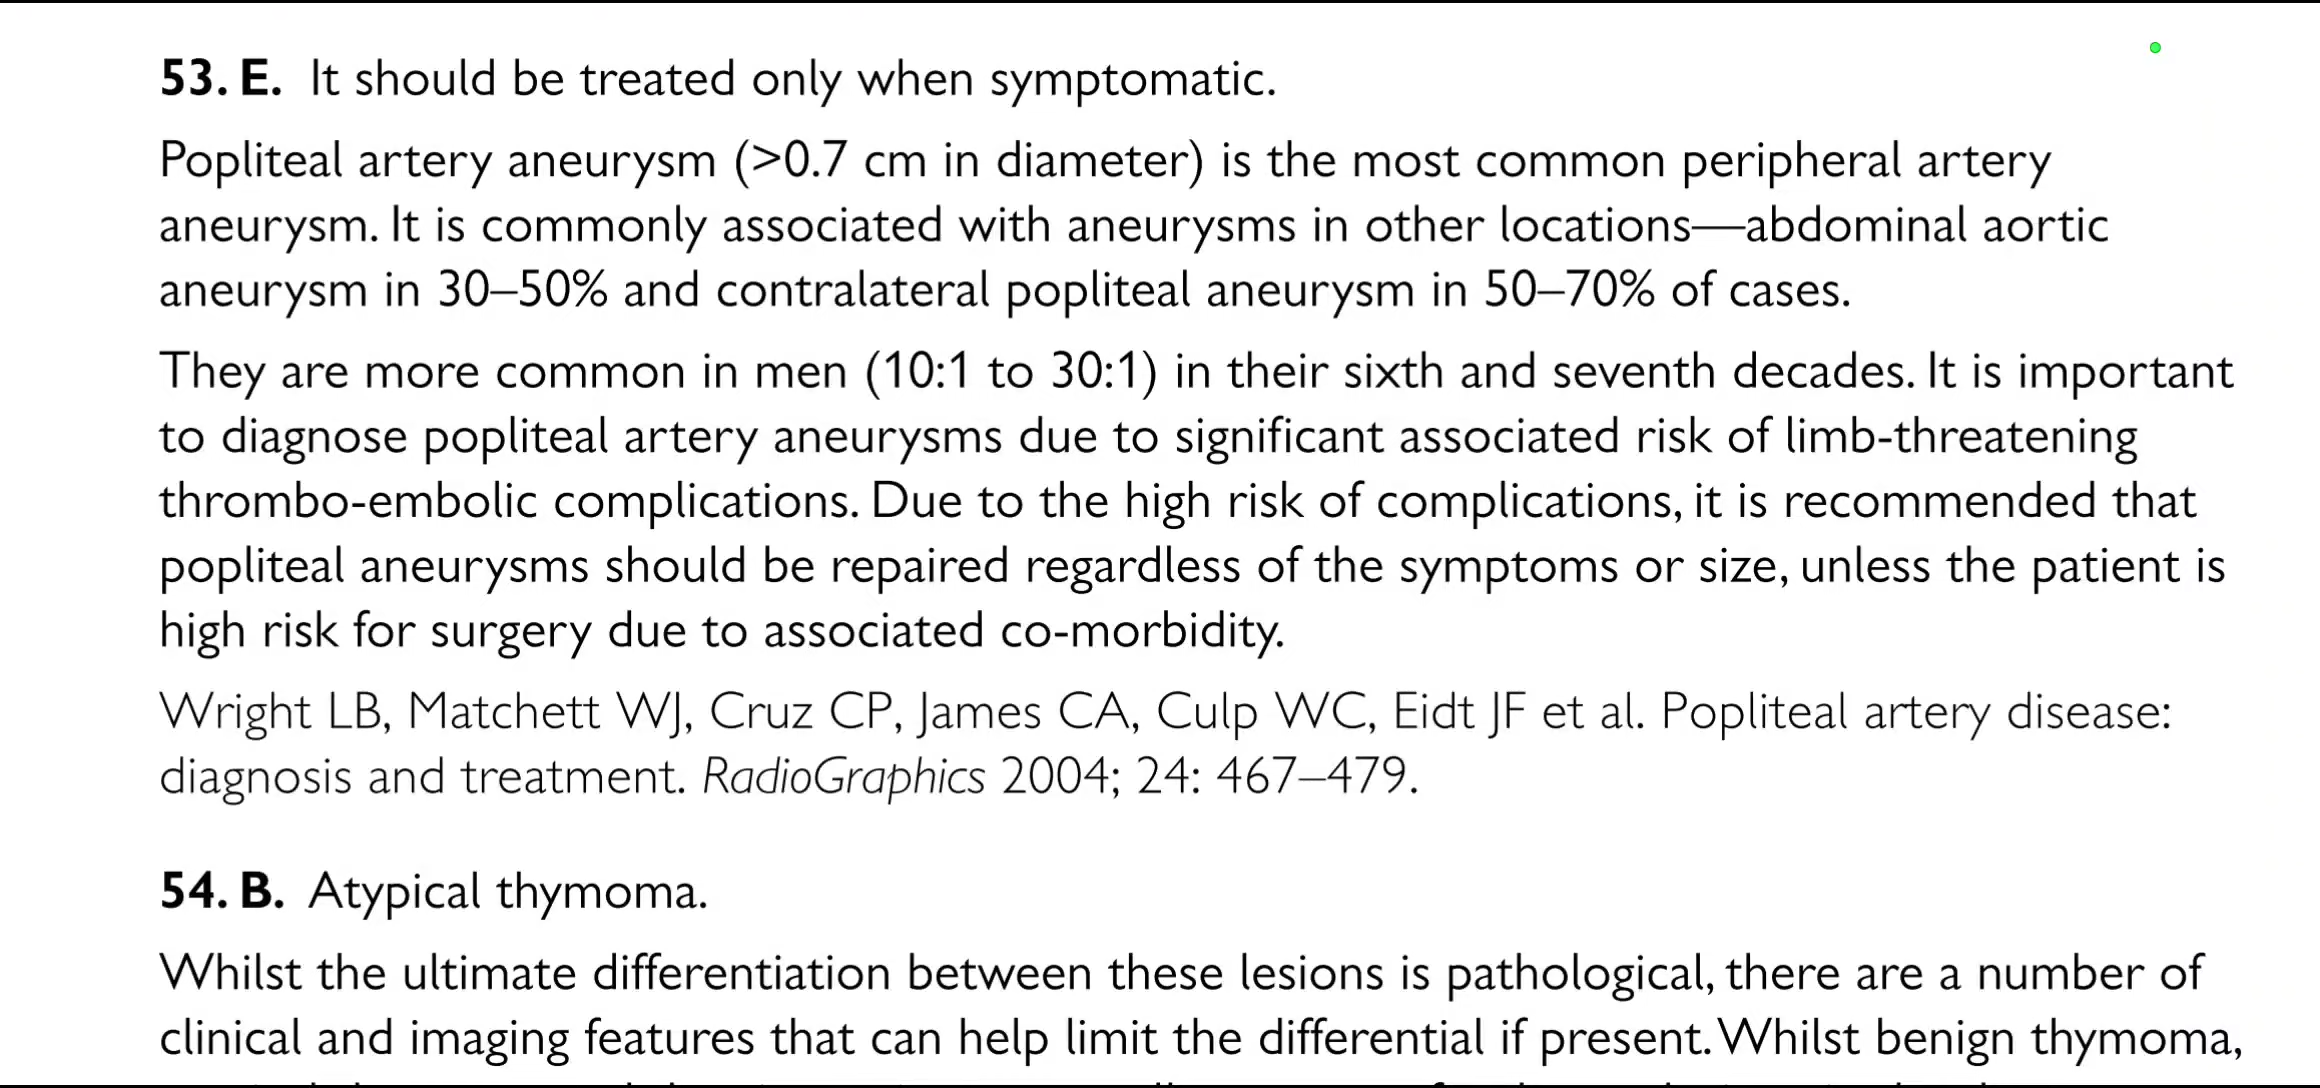 53. E. It should be treated only when symptomatic.
Popliteal artery aneurysm (>0.7 cm in diameter) is the most common peripheral artery
aneurysm. It is commonly associated with aneurysms in other locations—abdominal aortic
aneurysm in 30–50% and contralateral popliteal aneurysm in 50–70% of cases.
They are more common in men (10:1 to 30:1) in their sixth and seventh decades. It is important
to diagnose popliteal artery aneurysms due to significant associated risk of limb-threatening
thrombo-embolic complications. Due to the high risk of complications, it is recommended that
popliteal aneurysms should be repaired regardless of the symptoms or size, unless the patient is
high risk for surgery due to associated co-morbidity.
Wright LB, Matchett WJ, Cruz CP, James CA, Culp WC, Eidt JF et al. Popliteal artery disease:
diagnosis and treatment. RadioGraphics 2004; 24: 467–479.
54. B. Atypical thymoma.
Whilst the ultimate differentiation between these lesions is pathological, there are a number of
clinical and imaging features that can help limit the differential if present. Whilst benign thymoma,